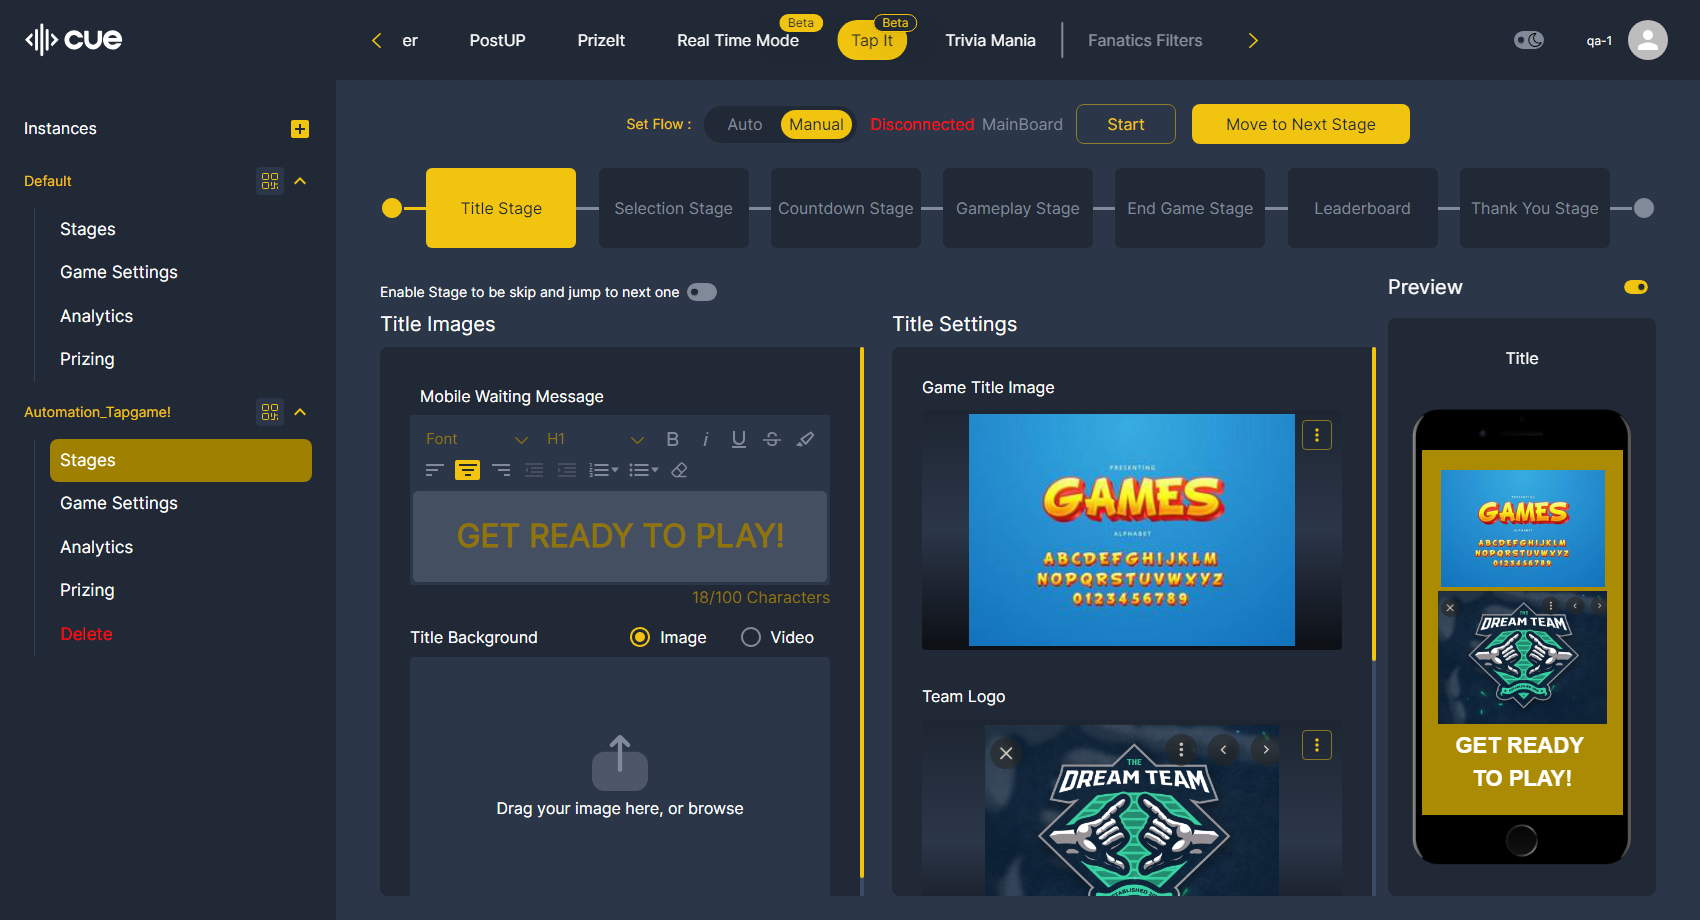 cue
er
PostUP
PrizeIt
Real Time Mode
Beta
Tap It
Beta
Trivia Mania
Fanatics Filters
qa-1
Instances
Default
Stages
Game Settings
Analytics
Prizing
Automation_Tapgame!
Stages
Game Settings
Analytics
Prizing
Delete
Set Flow :
Auto
Manual
Disconnected MainBoard
Start
Move to Next Stage
Title Stage
Selection Stage
Countdown Stage
Gameplay Stage
End Game Stage
Leaderboard
Thank You Stage
Enable Stage to be skip and jump to next one
Title Images
Mobile Waiting Message
Font
H1
B
i
U
S
GET READY TO PLAY!
18/100 Characters
Title Background
Image
Video
Drag your image here, or browse
Title Settings
Game Title Image
PRESENTING
GAMES
ALPHABET
ABCDEFGHIJKLM
NOPQRSTUVWXYZ
0123456789
Team Logo
THE
DREAM TEAM
Preview
Title
PRESENTING
GAMES
ALPHABET
ABCDEFGHIJKLM
NOPQRSTUVWXYZ
0123456789
THE
DREAM TEAM
GET READY
TO PLAY!